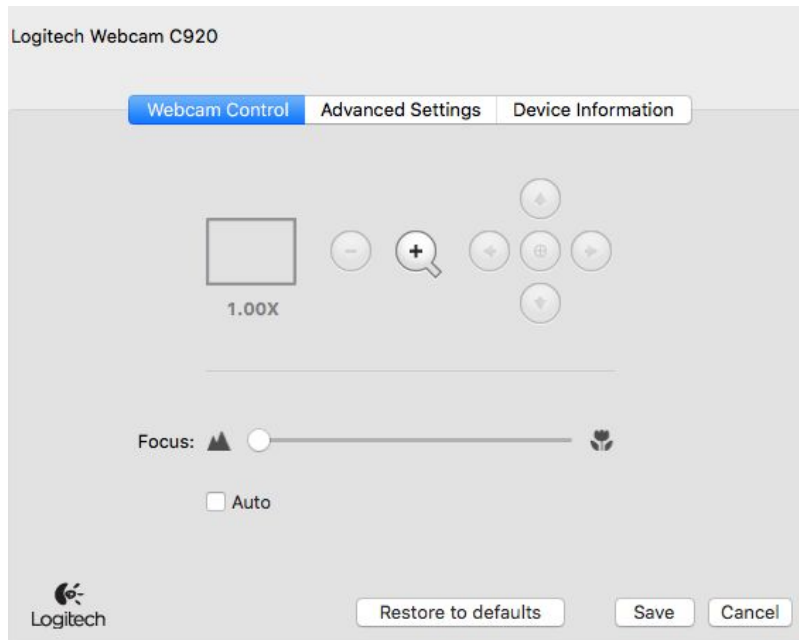 Logitech Webcam C920
Webcam Control Advanced Settings Device Information
1.00X
Focus:
Auto
Logitech
Restore to defaults Save Cancel